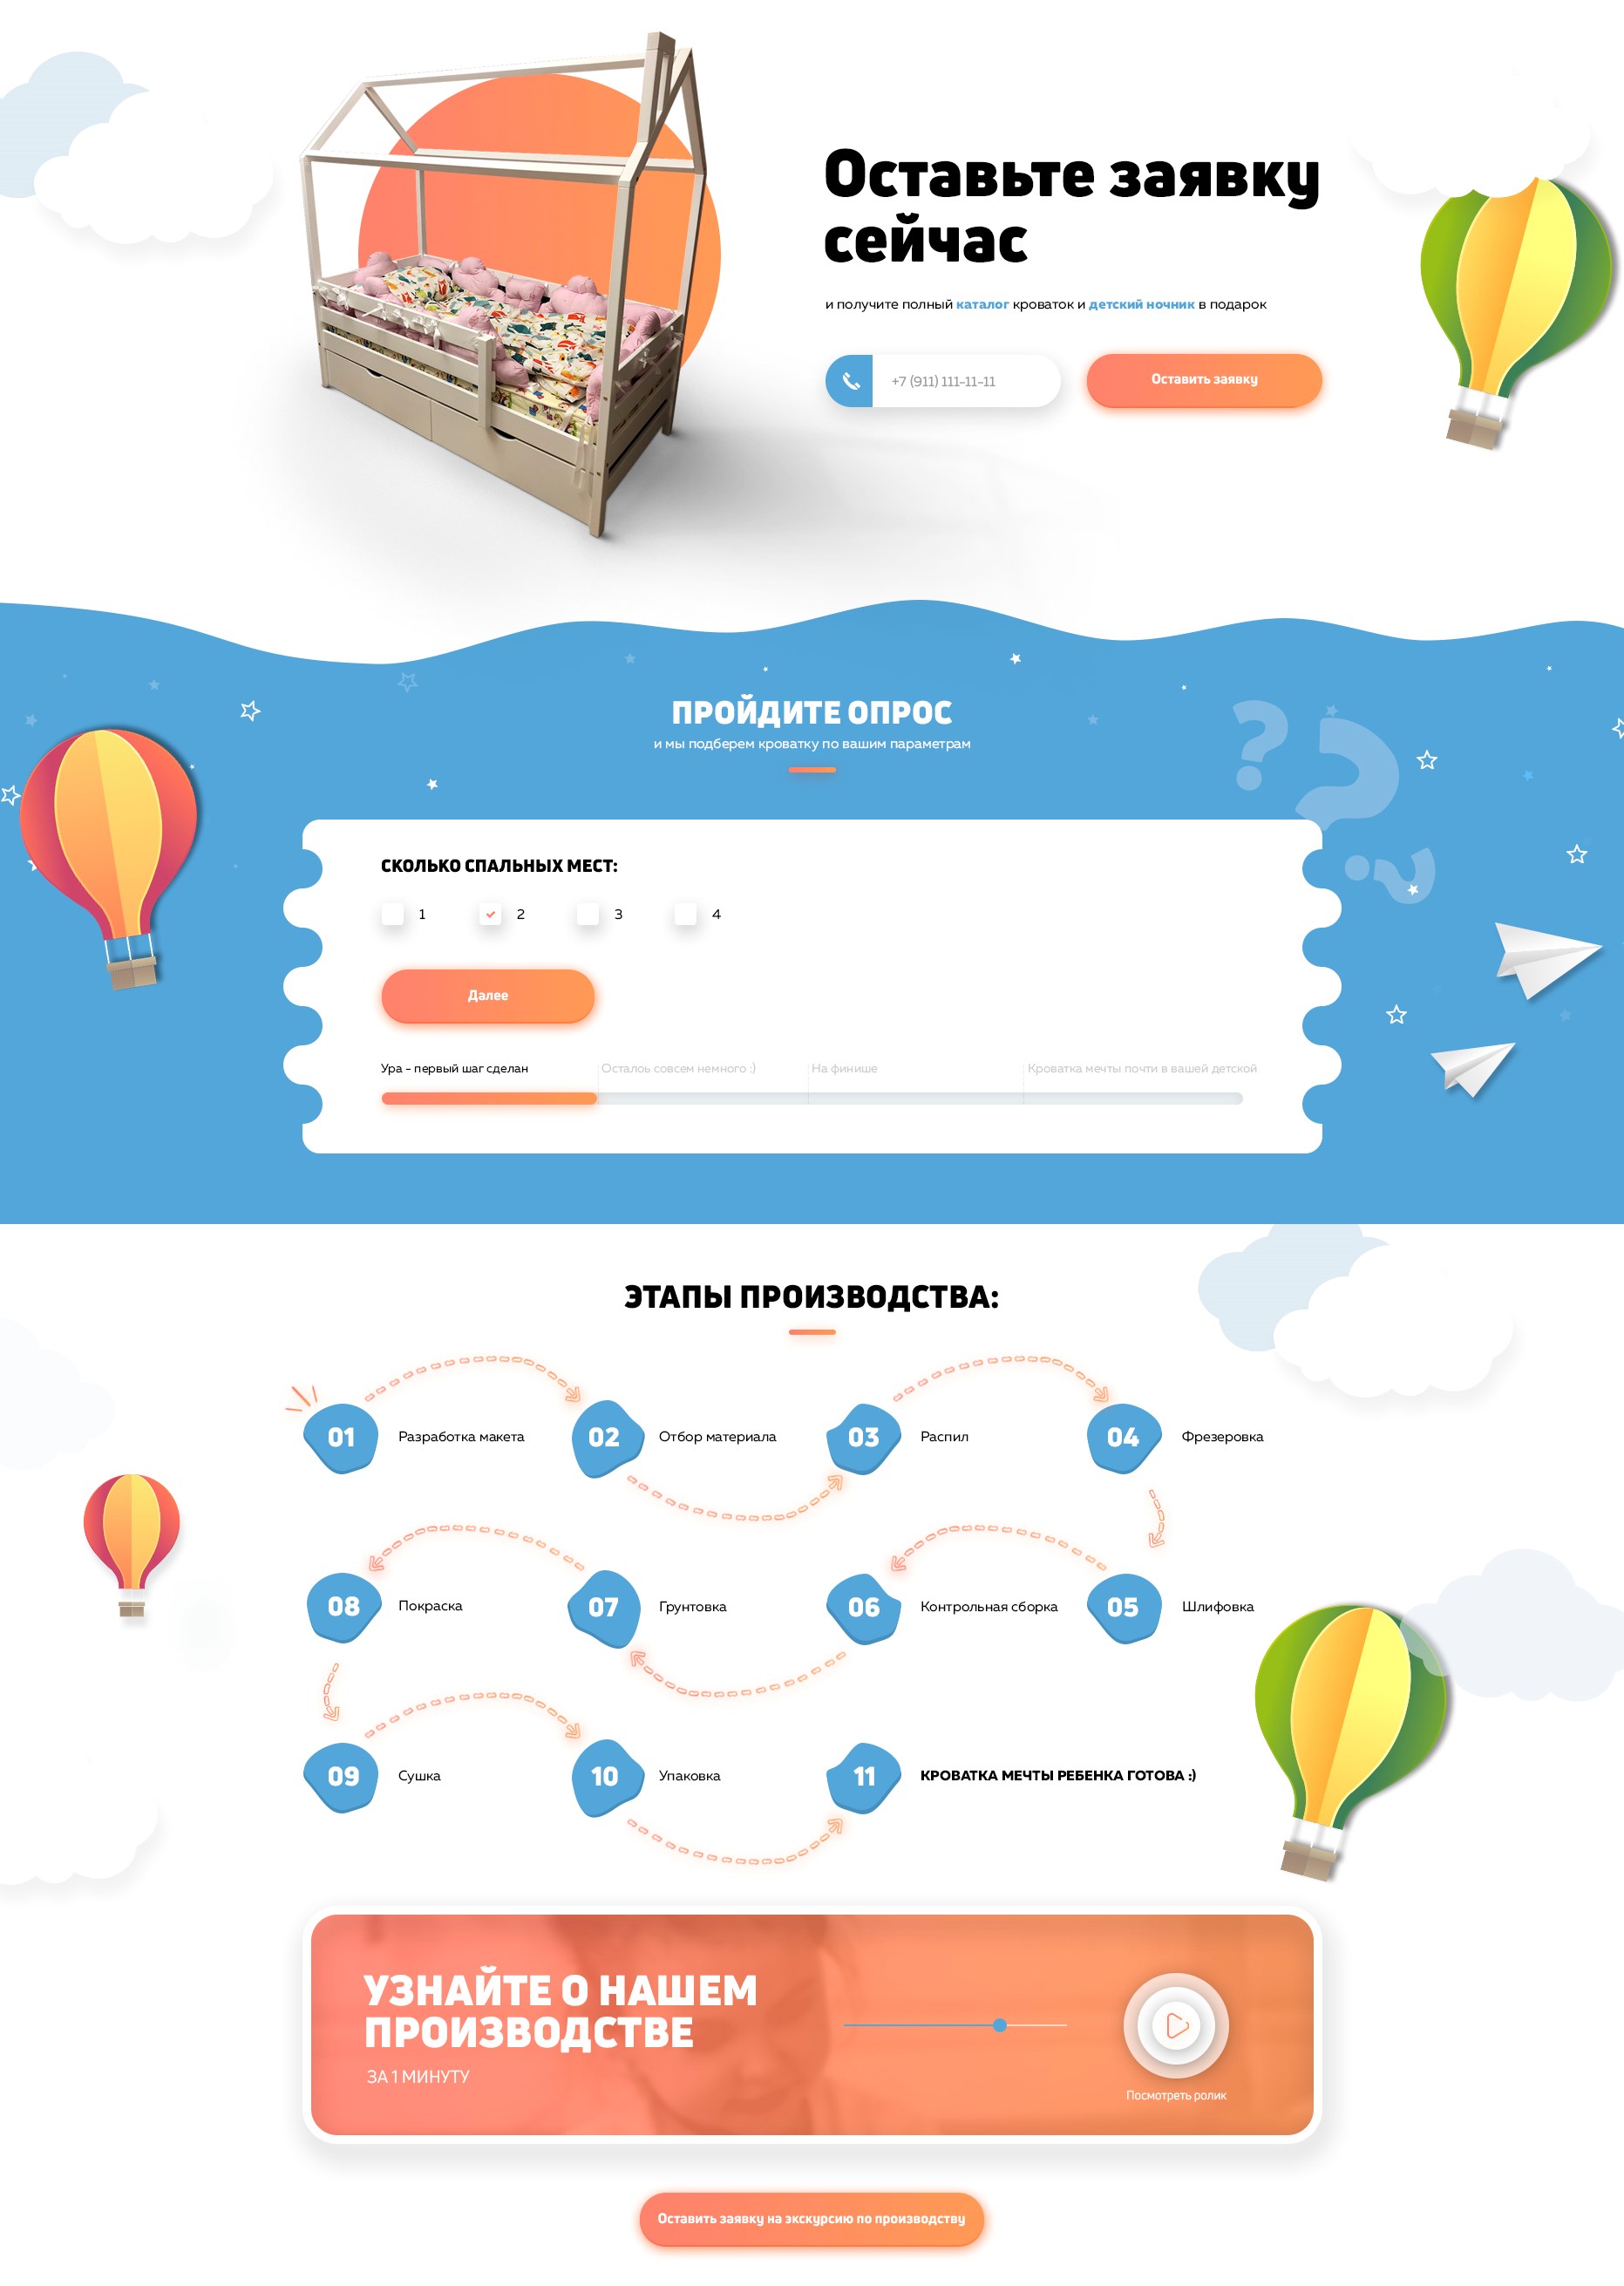 Оставьте заявку
сейчас
и получите полный каталог кроваток и детский ночник в подарок
+7 (911) 111-11-11
Оставить заявку
ПРОЙДИТЕ ОПРОС
и мы подберем кроватку по вашим параметрам
? ? ?
СКОЛЬКО СПАЛЬНЫХ МЕСТ:
1 2 3 4
Далее
Ура - первый шаг сделан
Осталоь совсем немного :)
На финише
Кроватка мечты почти в вашей детской
ЭТАПЫ ПРОИЗВОДСТВА:
01 Разработка макета
02 Отбор материала
03 Распил
04 Фрезеровка
05 Шлифовка
06 Контрольная сборка
07 Грунтовка
08 Покраска
09 Сушка
10 Упаковка
11 КРОВАТКА МЕЧТЫ РЕБЕНКА ГОТОВА :)
УЗНАЙТЕ О НАШЕМ
ПРОИЗВОДСТВЕ
ЗА 1 МИНУТУ
Посмотреть ролик
Оставить заявку на экскурсию по производству